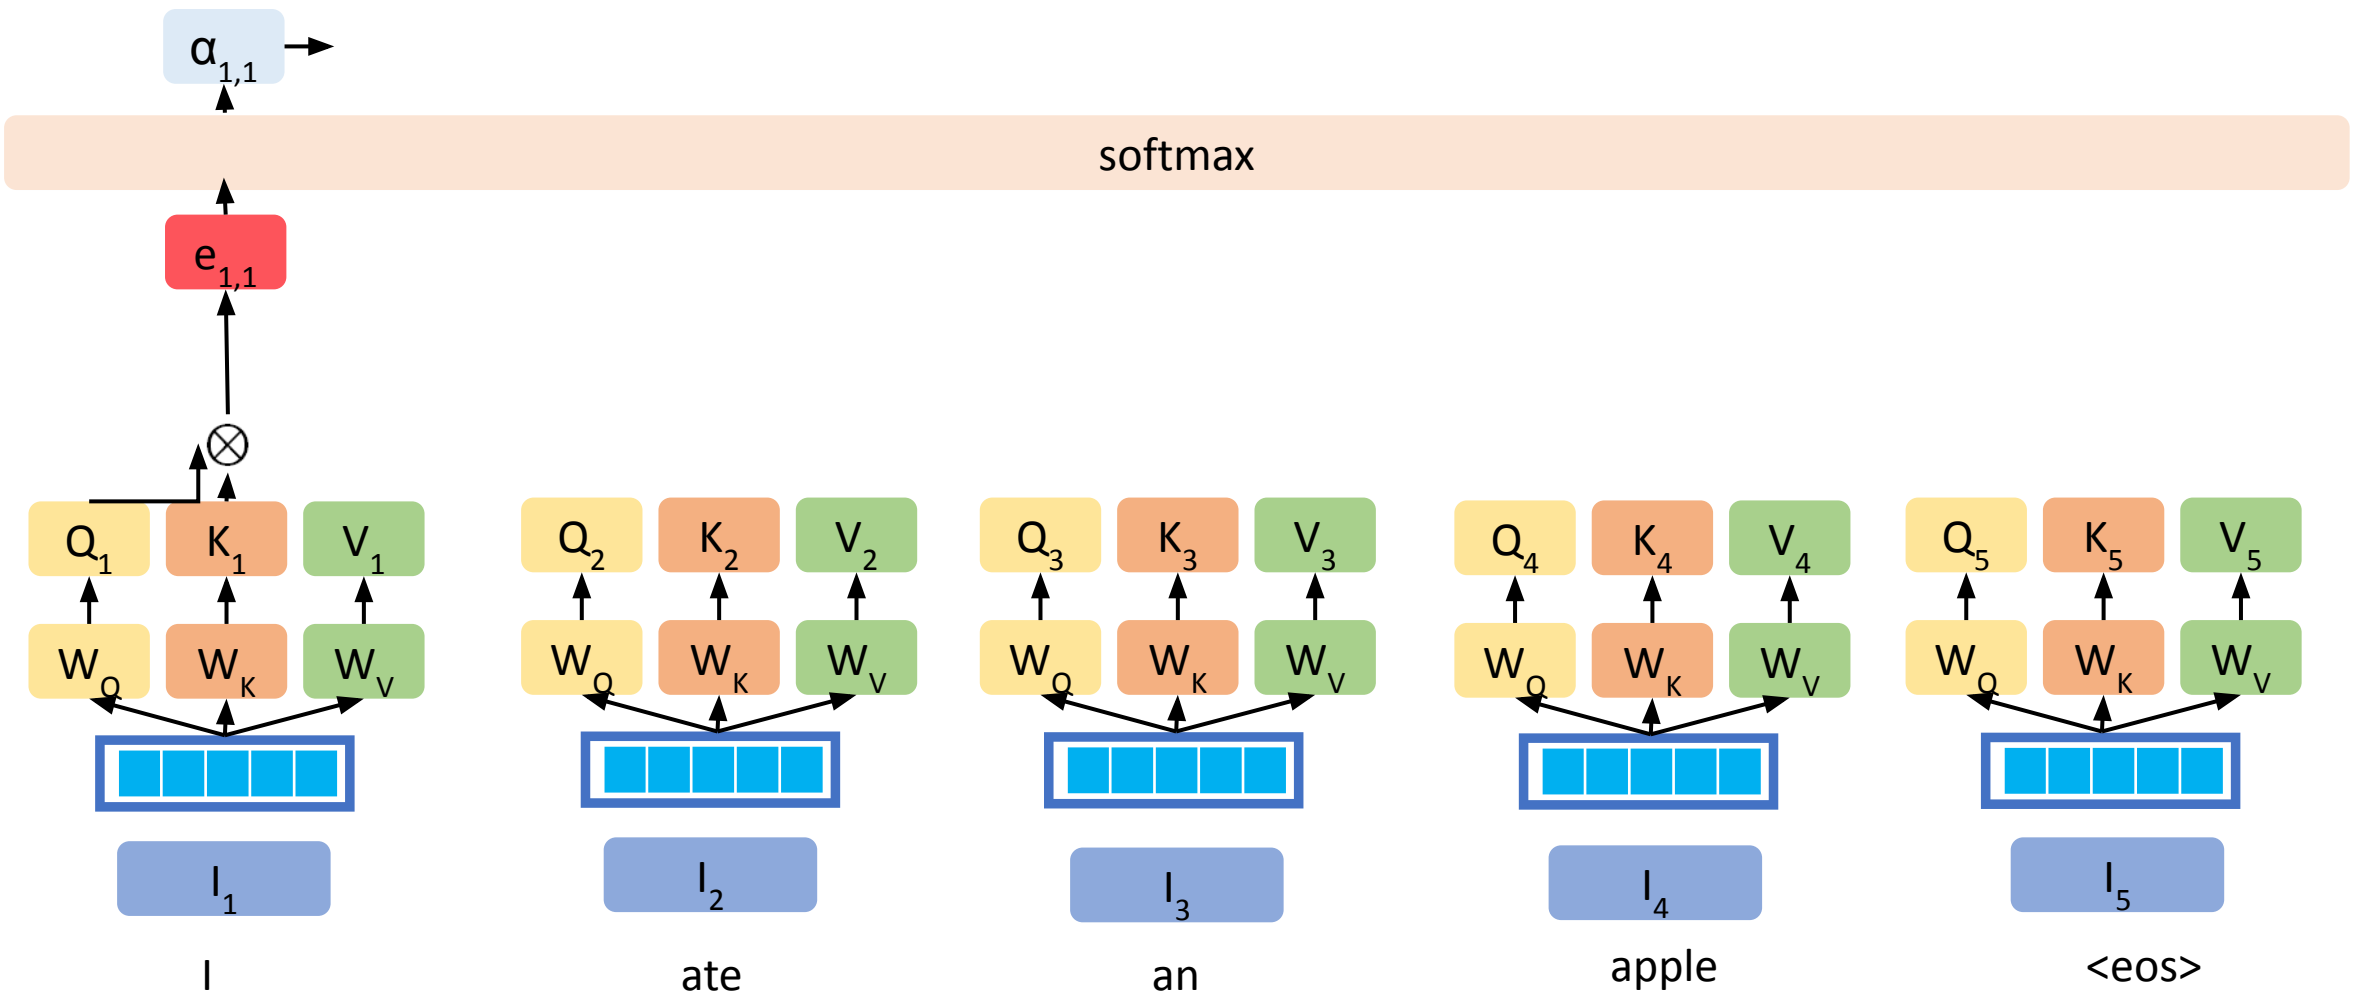 α1,1
softmax
e1,1
Q1 K1 V1 Q2 K2 V2 Q3 K3 V3 Q4 K4 V4 Q5 K5 V5
WQ WK WV WQ WK WV WQ WK WV WQ WK WV WQ WK WV
I1 I2 I3 I4 I5
I ate an apple <eos>